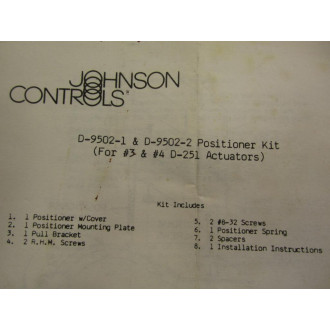 JOHNSON
CONTROLS®
D-9502-1 & D-9502-2 Positioner Kit
(For #3 & #4 D-251 Actuators)
Kit Includes
1. 1 Positioner w/Cover
2. 1 Positioner Mounting Plate
3. 1 Pull Bracket
4. 2 R.H.M. Screws
5. 2 #8-32 Screws
6. 1 Positioner Spring
7. 2 Spacers
8. 1 Installation Instructions